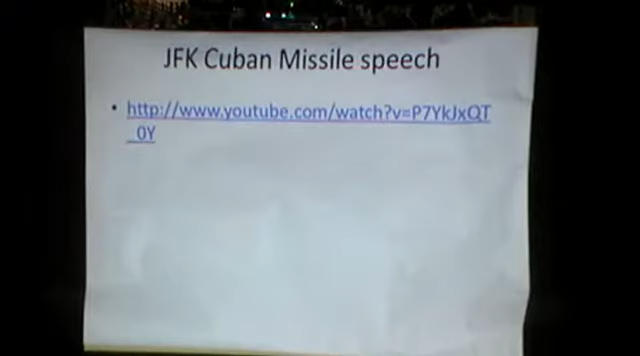 JFK Cuban Missile speech
• http://www.youtube.com/watch?v=P7YkJxQT
_0Y